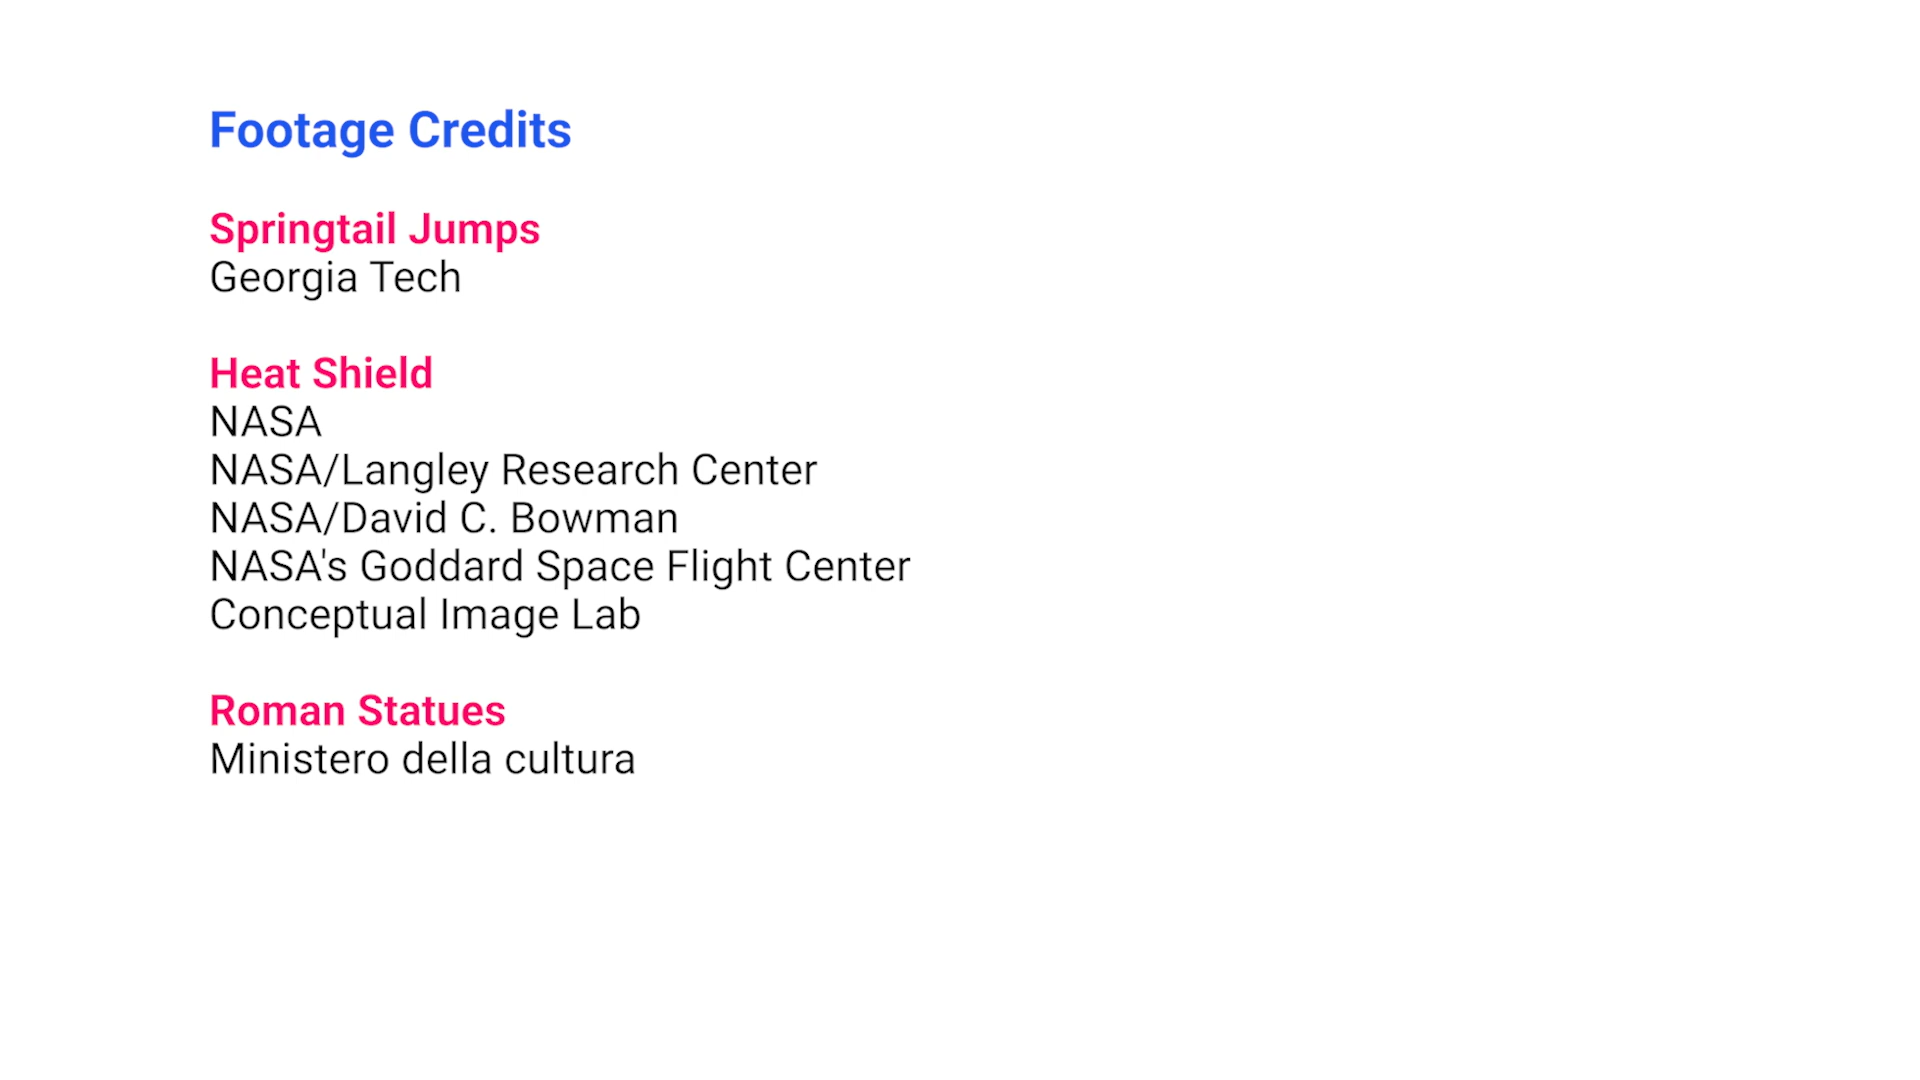 Footage Credits
Springtail Jumps
Georgia Tech
Heat Shield
NASA
NASA/Langley Research Center
NASA/David C. Bowman
NASA's Goddard Space Flight Center
Conceptual Image Lab
Roman Statues
Ministero della cultura